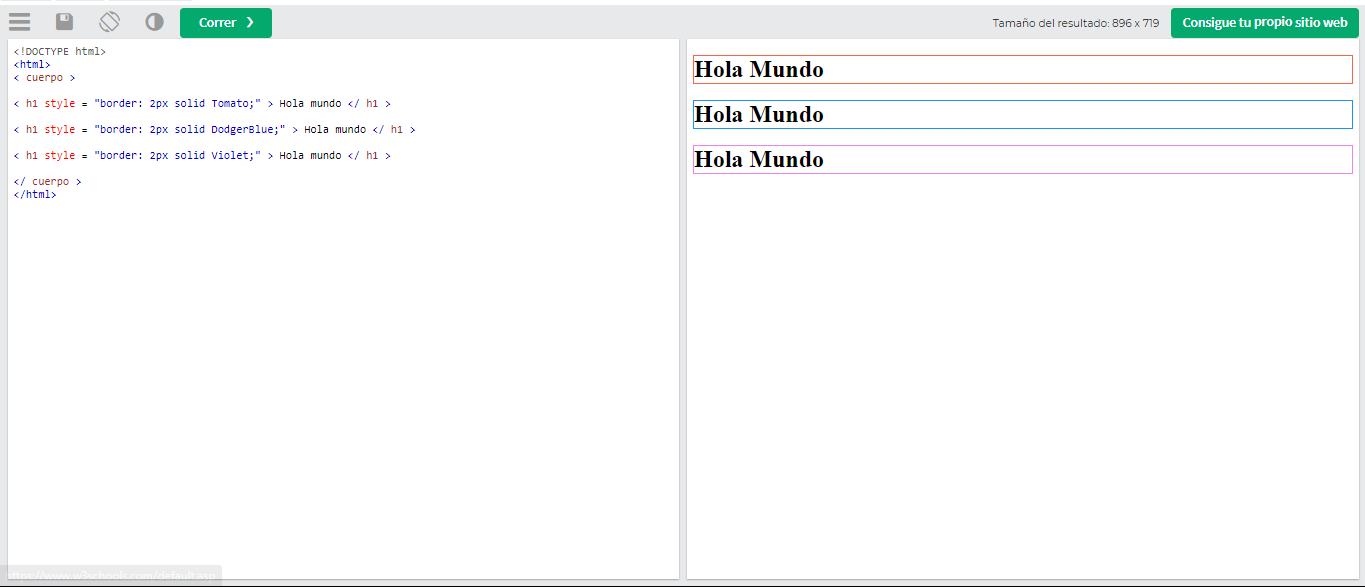 Correr ❯
Tamaño del resultado: 896 x 719
Consigue tu propio sitio web
<!DOCTYPE html>
<html>
< cuerpo >
< h1 style = "border: 2px solid Tomato;" > Hola mundo </ h1 >
< h1 style = "border: 2px solid DodgerBlue;" > Hola mundo </ h1 >
< h1 style = "border: 2px solid Violet;" > Hola mundo </ h1 >
</ cuerpo >
</html>
Hola Mundo
Hola Mundo
Hola Mundo
https://www.w3schools.com/default.asp